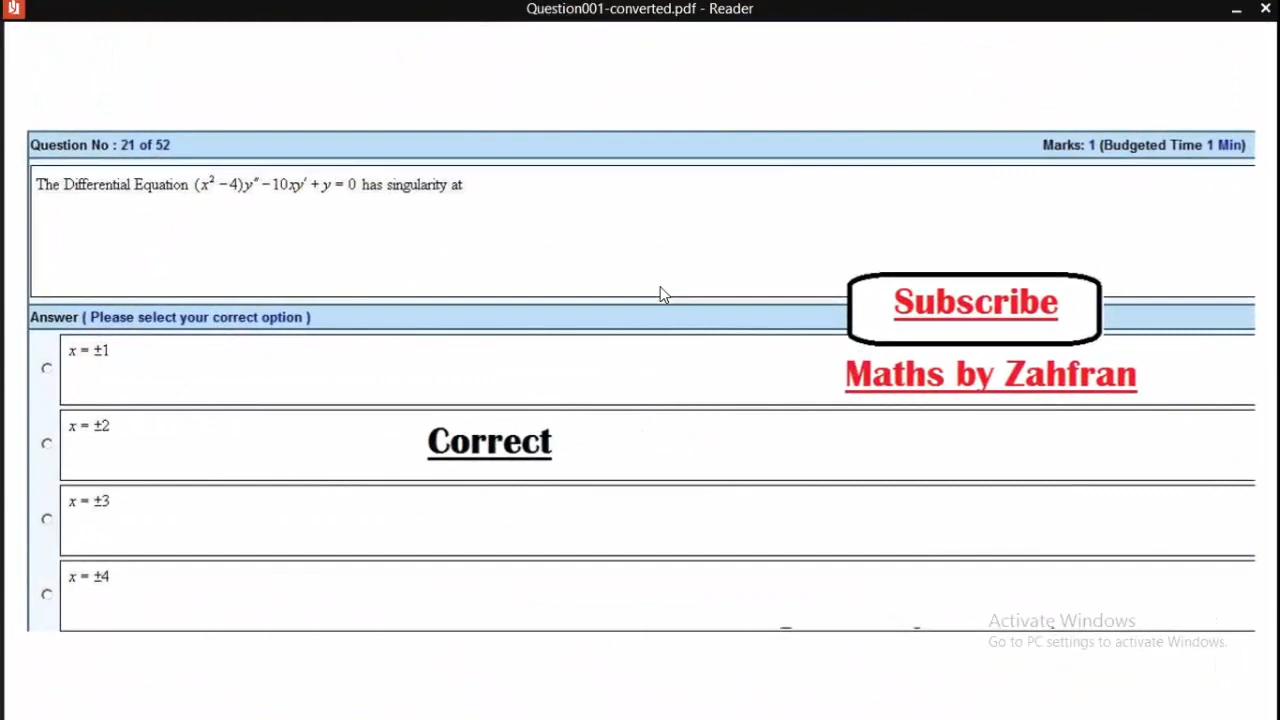 Question001-converted.pdf - Reader
Question No : 21 of 52 Marks: 1 (Budgeted Time 1 Min)
The Differential Equation (x² −4)y″ −10xy′ + y = 0 has singularity at
Subscribe
Answer ( Please select your correct option )
x = ±1
Maths by Zahfran
x = ±2
Correct
x = ±3
x = ±4
Activate Windows
Go to PC settings to activate Windows.